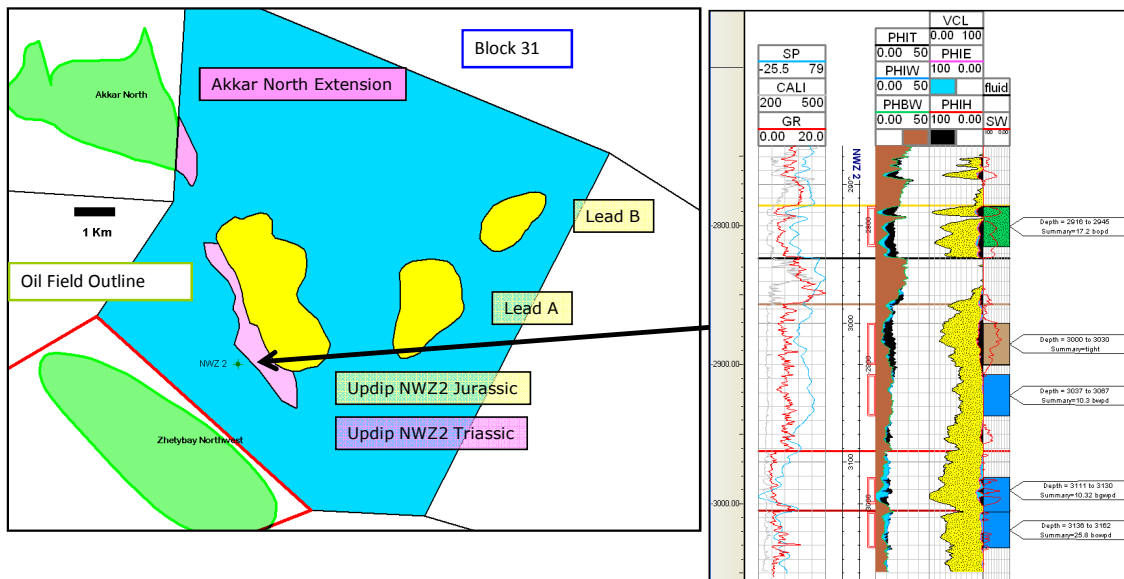 Block 31
Akkar North
Akkar North Extension
1 Km
Lead B
Oil Field Outline
Lead A
NWZ 2
Updip NWZ2 Jurassic
Zhetybay Northwest
Updip NWZ2 Triassic
VCL
0.00 100
PHIT
0.00 50
PHIE
100 0.00
SP
-25.5 79
PHIW
0.00 50
CALI
200 500
PHBW
0.00 50
PHIH
100 0.00
fluid
GR
0.00 20.0
SW
NWZ 2
2800.00
2800
Depth = 2916 to 2945
Summary=17.2 bopd
3000
Depth = 3000 to 3030
Summary=tight
2900.00
2900
Depth = 3037 to 3067
Summary=10.3 bwpd
3100
Depth = 3111 to 3130
Summary=10.32 bgwpd
3000.00
3000
Depth = 3136 to 3162
Summary=25.8 bowpd